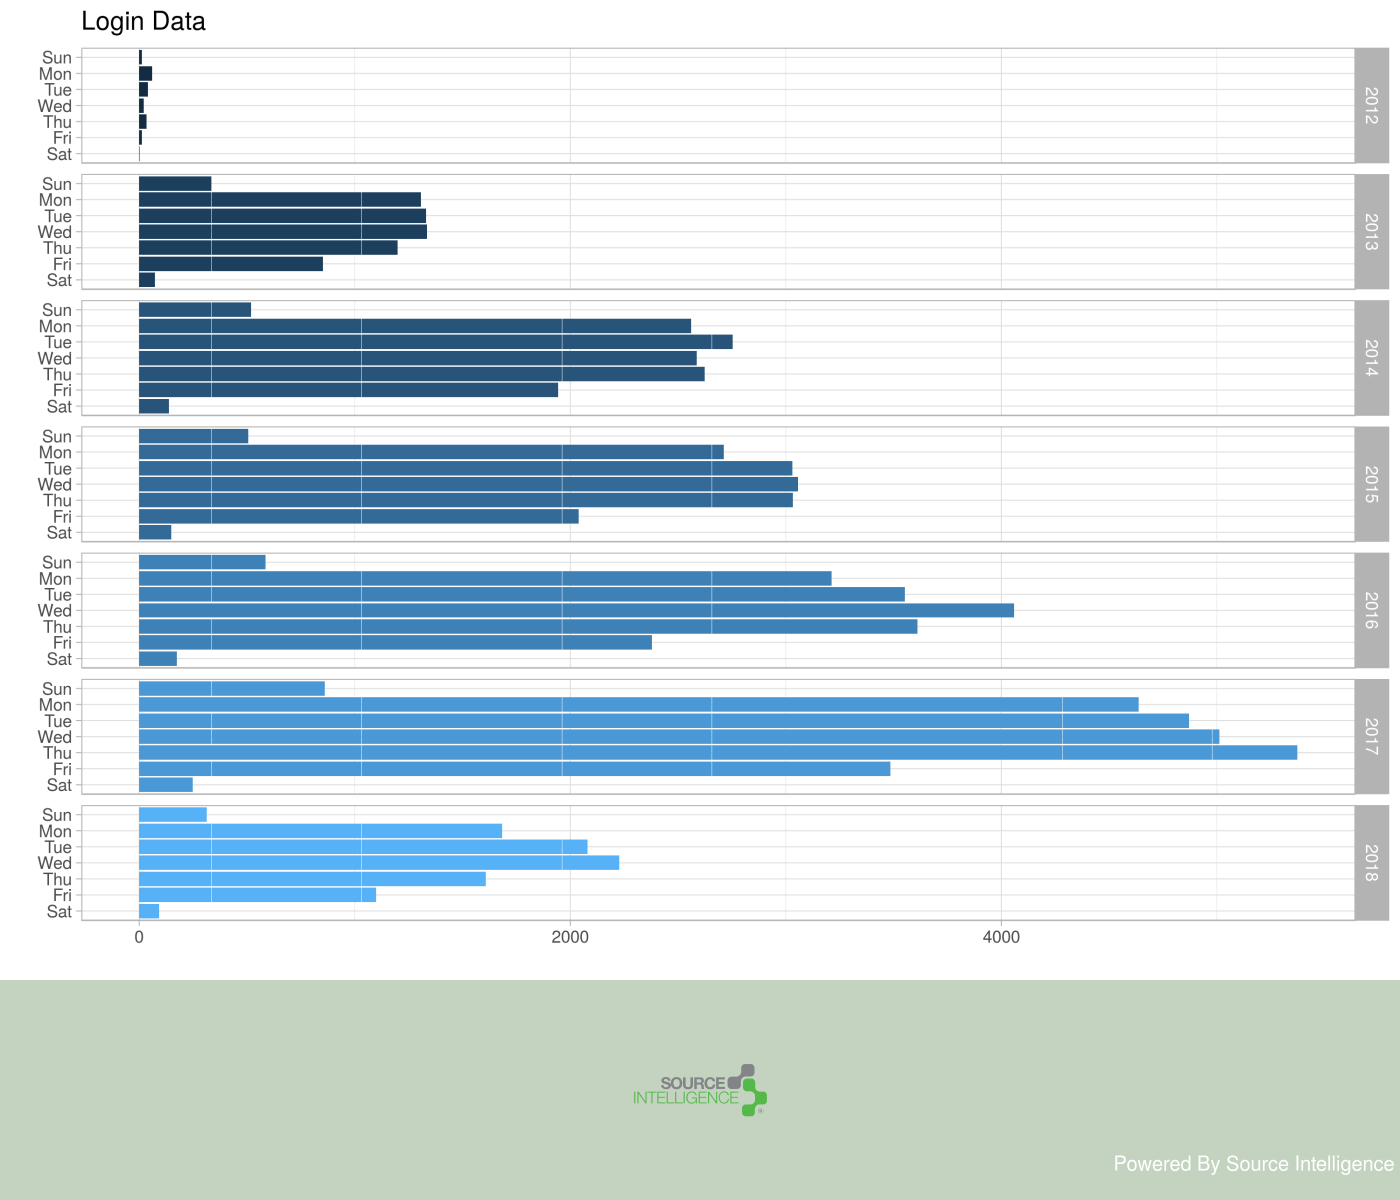 Login Data
Sun
Mon
Tue
Wed
Thu
Fri
Sat
2012
Sun
Mon
Tue
Wed
Thu
Fri
Sat
2013
Sun
Mon
Tue
Wed
Thu
Fri
Sat
2014
Sun
Mon
Tue
Wed
Thu
Fri
Sat
2015
Sun
Mon
Tue
Wed
Thu
Fri
Sat
2016
Sun
Mon
Tue
Wed
Thu
Fri
Sat
2017
Sun
Mon
Tue
Wed
Thu
Fri
Sat
2018
0 2000 4000
SOURCE
INTELLIGENCE
®
Powered By Source Intelligence